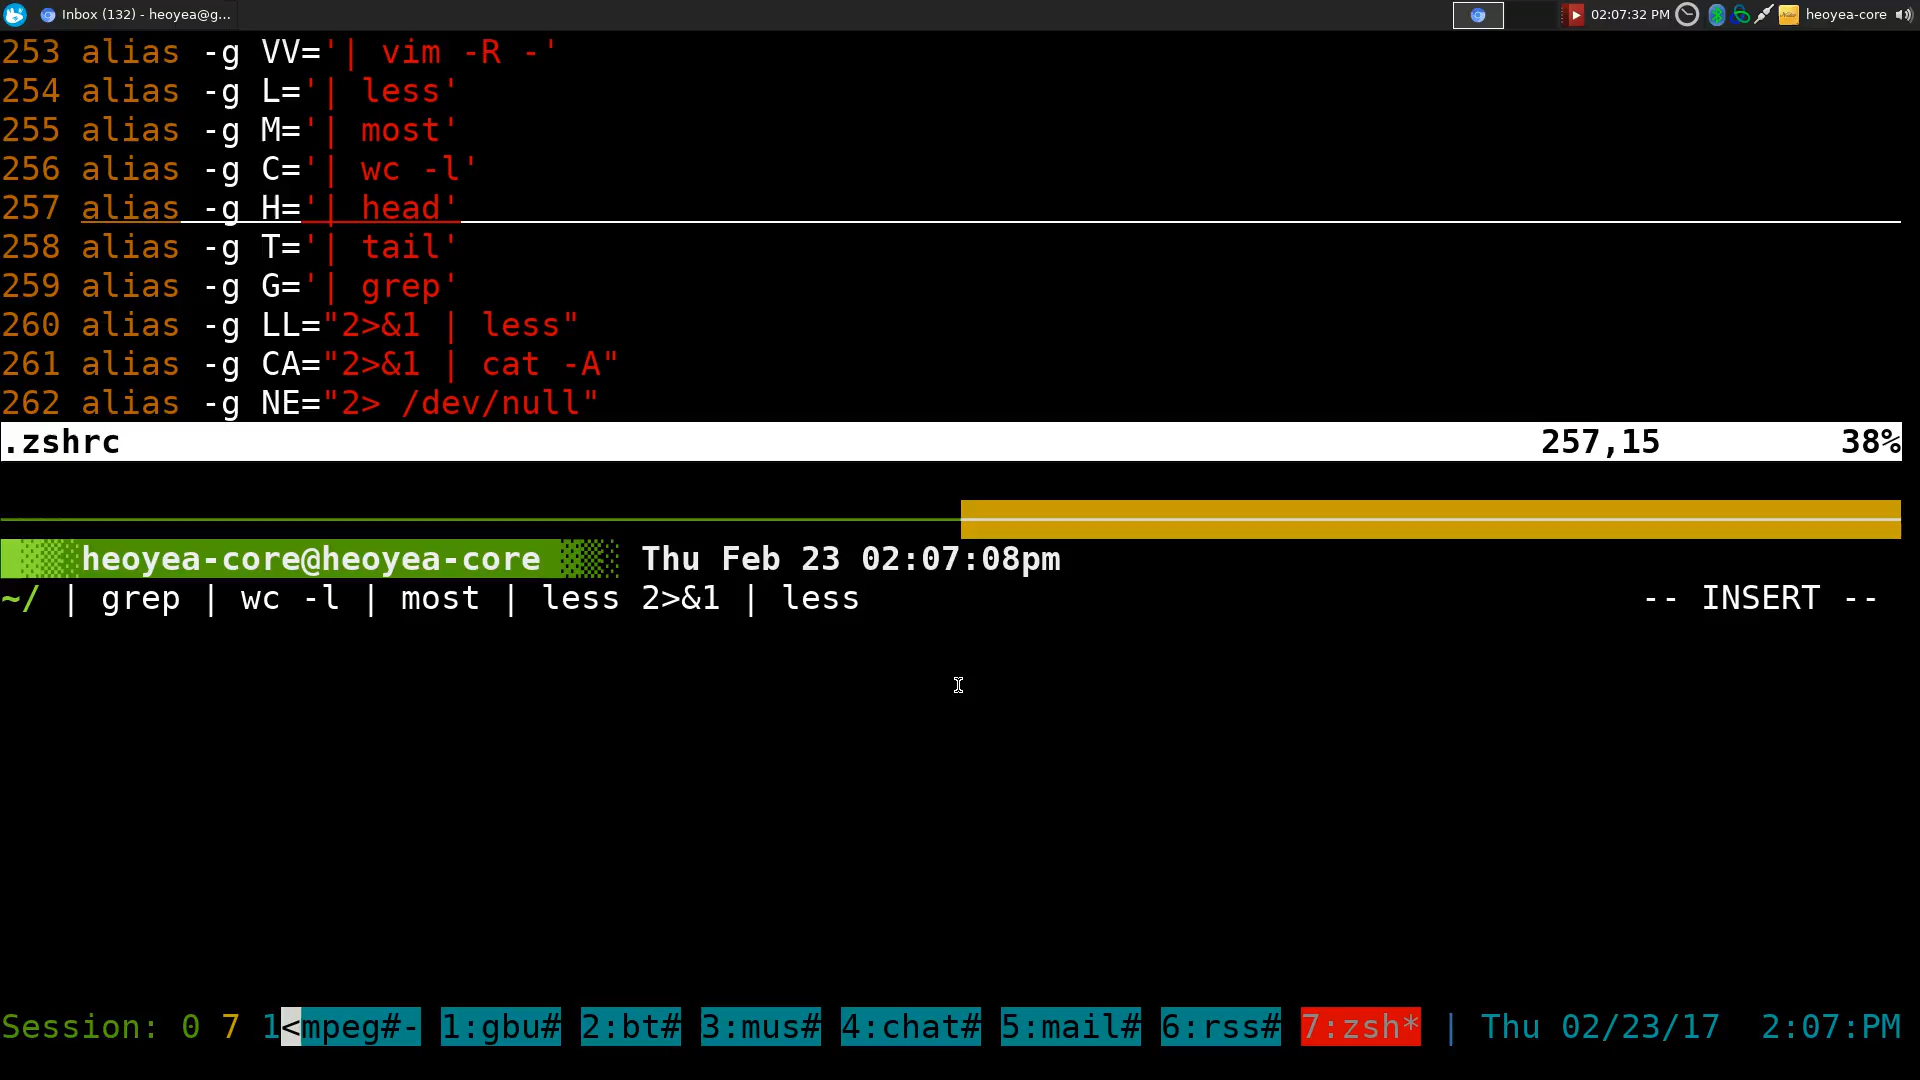 Inbox (132) - heoyea@g... 02:07:32 PM heoyea-core
253 alias -g VV='| vim -R -'
254 alias -g L='| less'
255 alias -g M='| most'
256 alias -g C='| wc -l'
257 alias -g H='| head'
258 alias -g T='| tail'
259 alias -g G='| grep'
260 alias -g LL="2>&1 | less"
261 alias -g CA="2>&1 | cat -A"
262 alias -g NE="2> /dev/null"
.zshrc 257,15 38%
heoyea-core@heoyea-core Thu Feb 23 02:07:08pm
~/ | grep | wc -l | most | less 2>&1 | less -- INSERT --
Session: 0 7 1<mpeg#- 1:gbu# 2:bt# 3:mus# 4:chat# 5:mail# 6:rss# 7:zsh* | Thu 02/23/17 2:07:PM